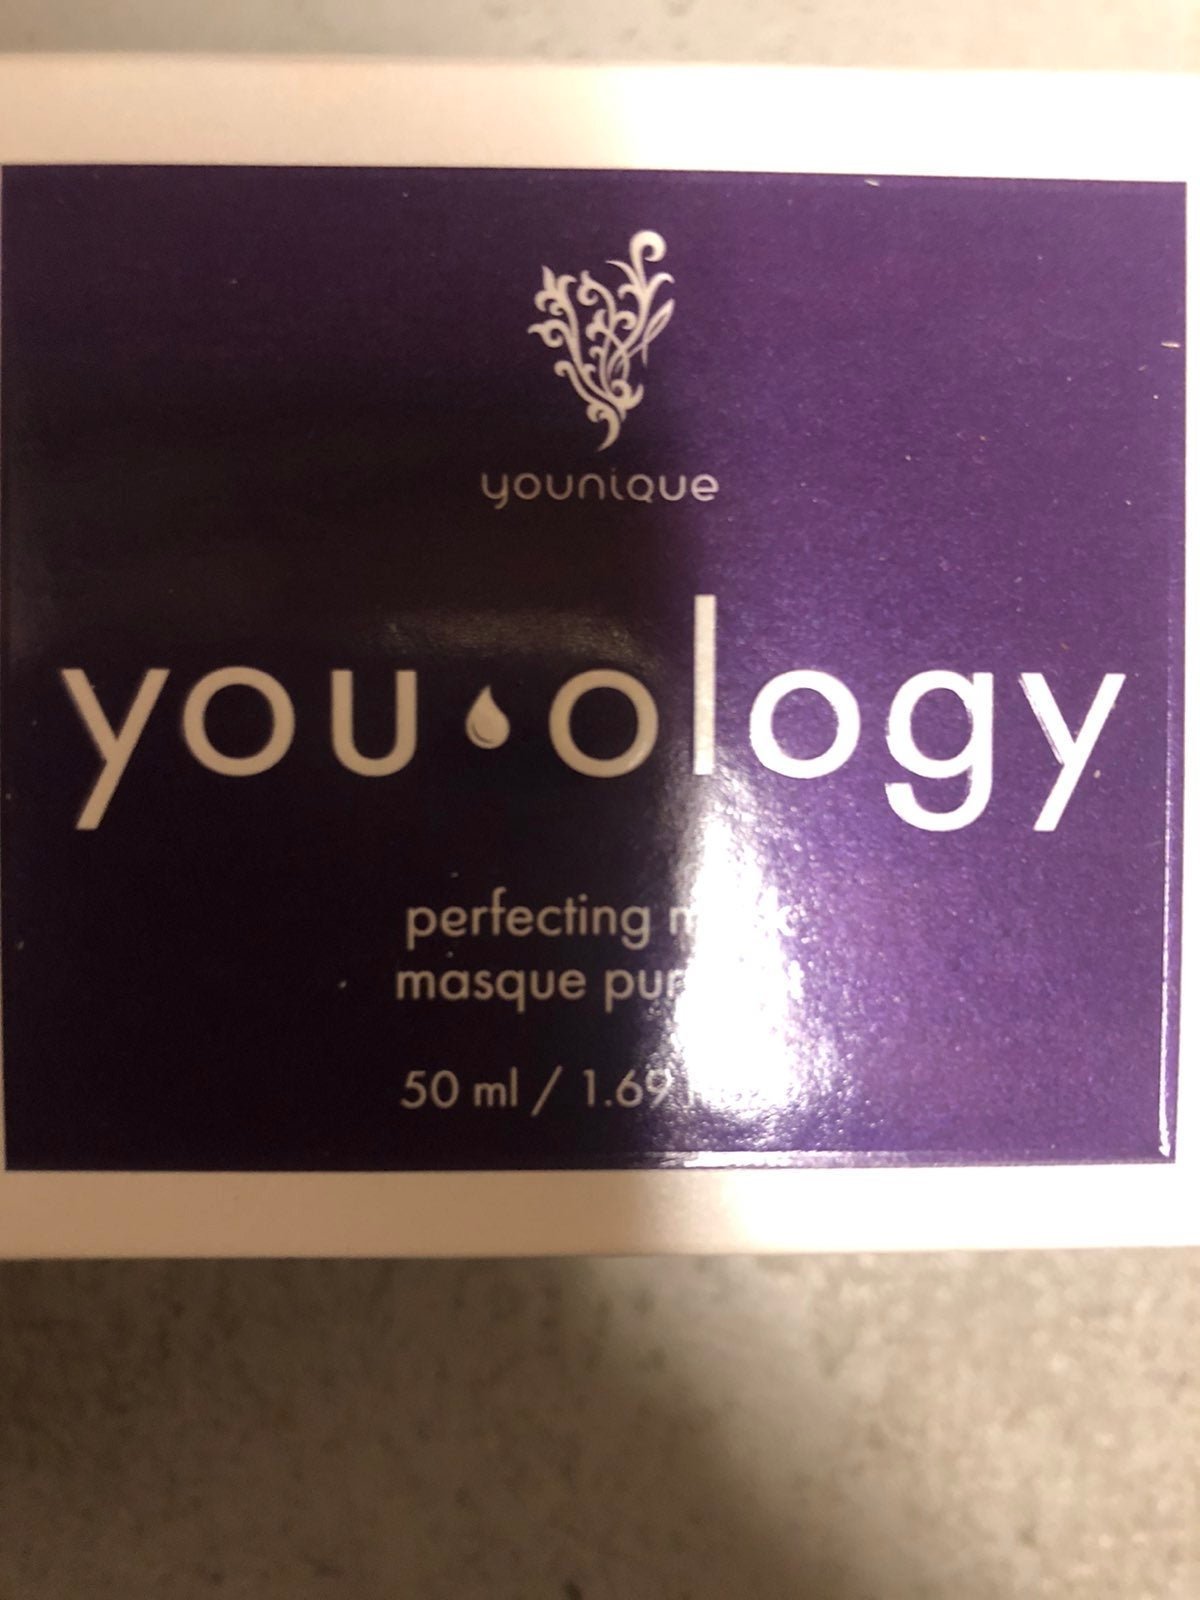 younique
you·ology
perfecting
masque
50 ml / 1.69